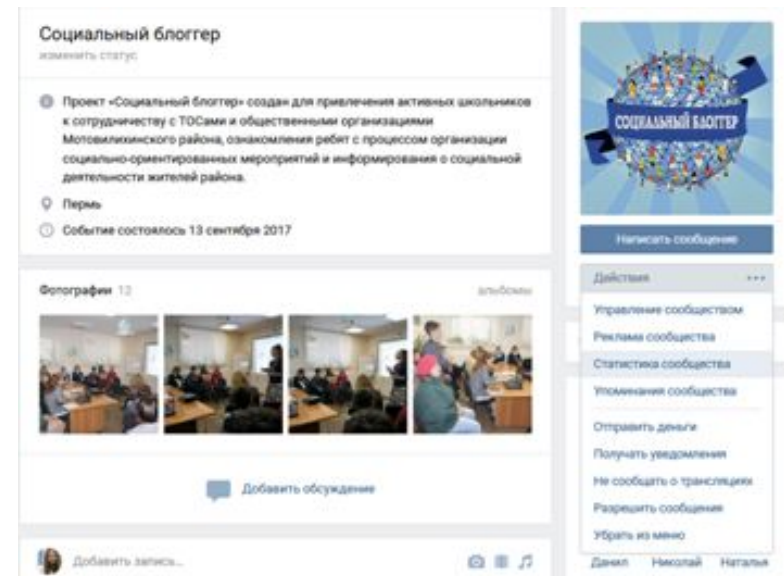 Социальный блоггер
изменить статус
Проект «Социальный блоггер» создан для привлечения активных школьников
к сотрудничеству с ТОСами и общественными организациями
Мотовилихинского района, ознакомления ребят с процессом организации
социально-ориентированных мероприятий и информирования о социальной
деятельности жителей района.
Пермь
Событие состоялось 13 сентября 2017
Фотографии 12
альбомы
Добавить обсуждение
Добавить запись...
СОЦИАЛЬНЫЙ БЛОГГЕР
Написать сообщение
Действия
Управление сообществом
Реклама сообщества
Статистика сообщества
Упоминания сообщества
Отправить деньги
Получать уведомления
Не сообщать о трансляциях
Разрешить сообщения
Убрать из меню
Данил Николай Наталья